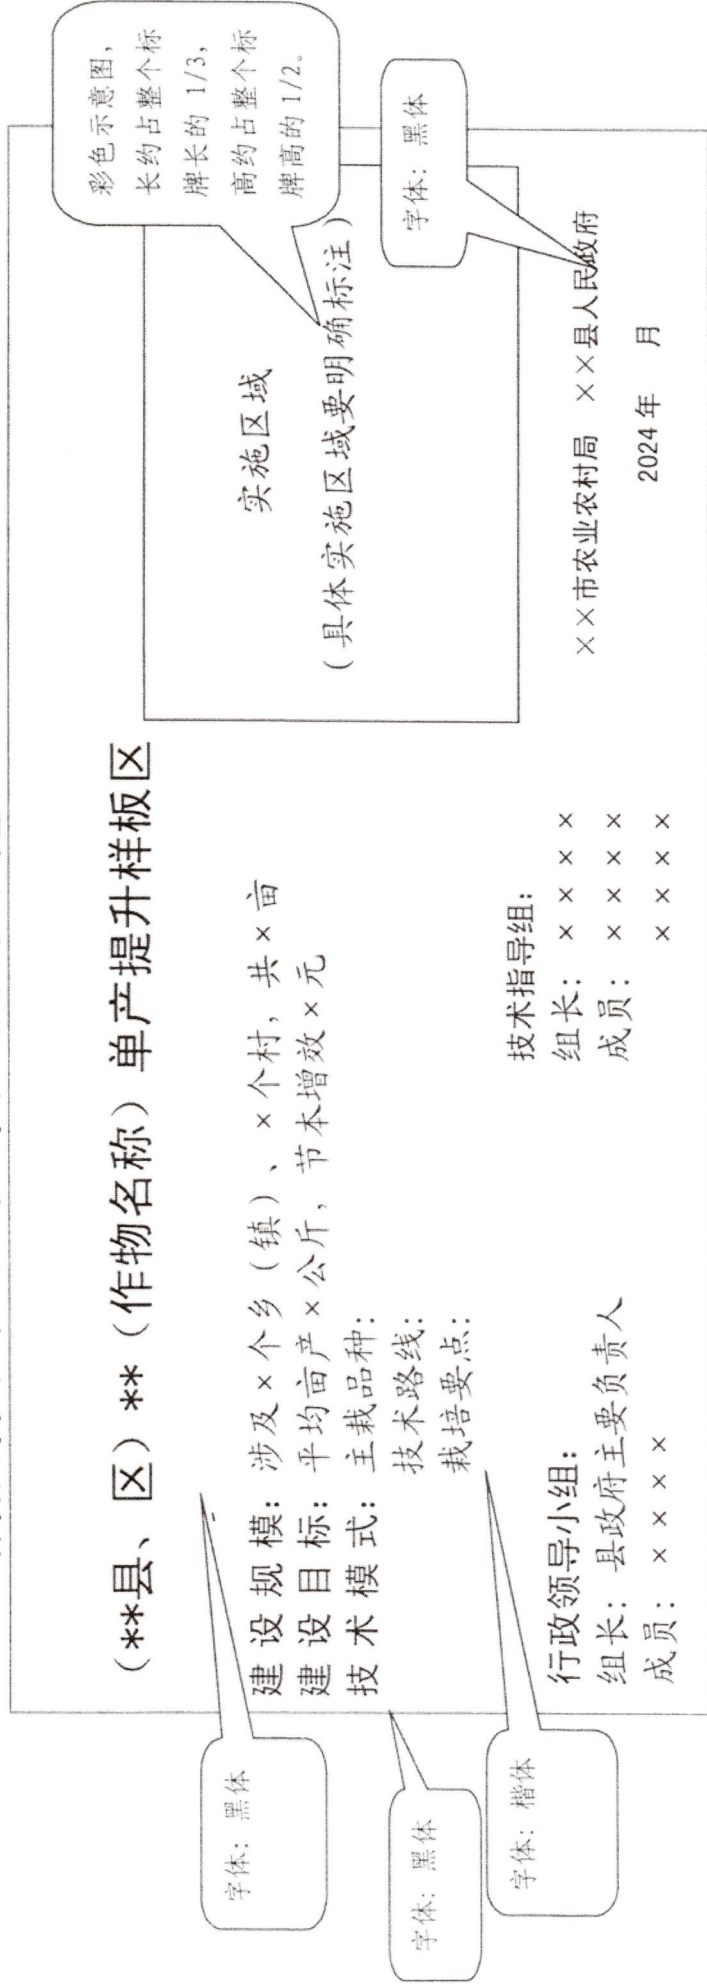 (**县、区)**(作物名称)单产提升样板区
字体: 黑体
建设规模: 涉及×个乡(镇)、×个村, 共×亩
建设目标: 平均亩产×公斤, 节本增效×元
技术模式: 主栽品种:
技术路线:
栽培要点:
字体: 黑体
字体: 楷体
彩色示意图,
长约占整个标
牌长的 1/3,
高约占整个标
牌高的 1/2。
实施区域
(具体实施区域要明确标注)
字体: 黑体
行政领导小组:
组长: 县政府主要负责人
成员: ××××
技术指导组:
组长: ××××
成员: ××××
××××
××市农业农村局 ××县人民政府
2024 年 月